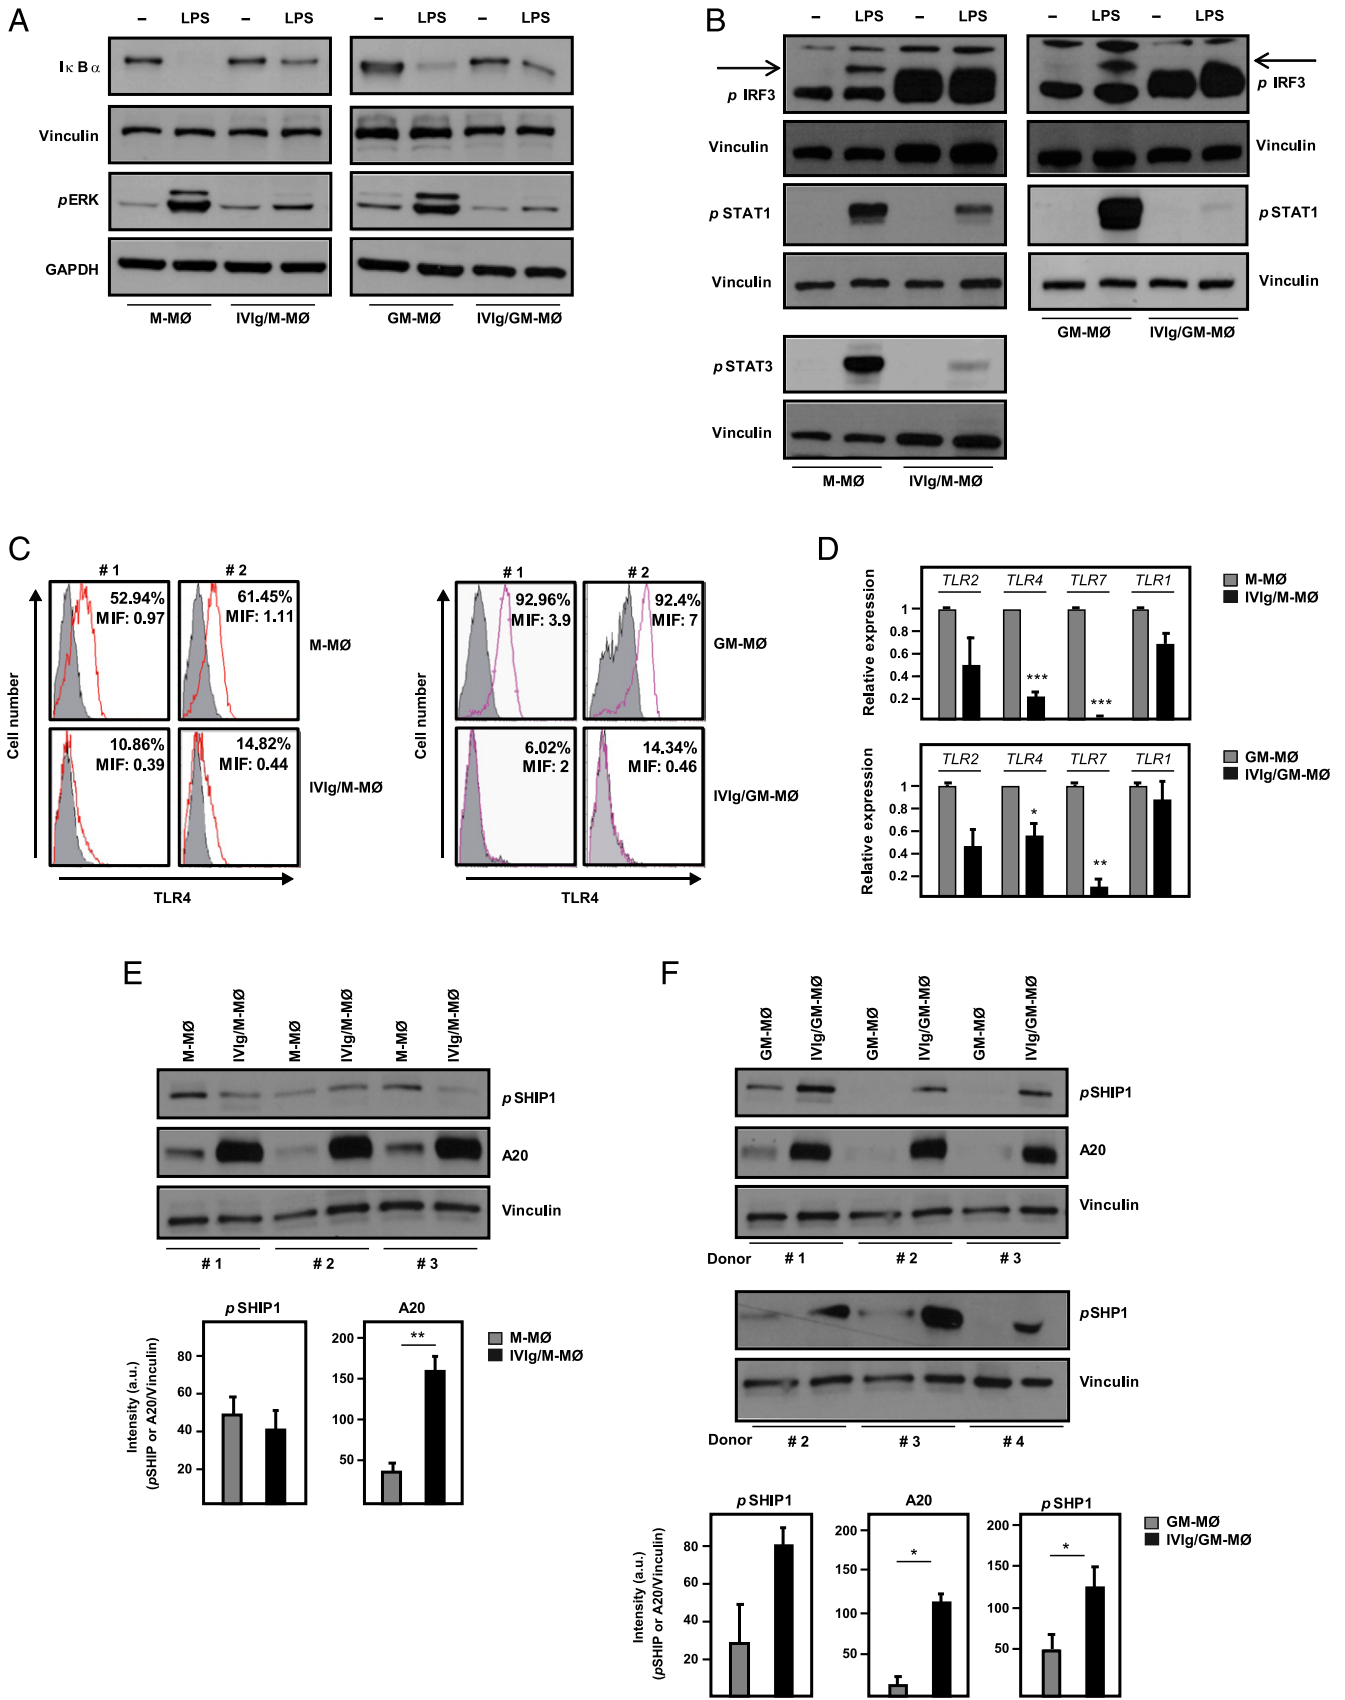 A
– LPS – LPS
– LPS – LPS
IκBα
Vinculin
pERK
GAPDH
M-MØ IVIg/M-MØ
GM-MØ IVIg/GM-MØ
B
– LPS – LPS
– LPS – LPS
p IRF3
p IRF3
Vinculin
Vinculin
p STAT1
p STAT1
Vinculin
Vinculin
GM-MØ IVIg/GM-MØ
p STAT3
Vinculin
M-MØ IVIg/M-MØ
C
# 1 # 2
52.94%
MIF: 0.97
61.45%
MIF: 1.11
M-MØ
10.86%
MIF: 0.39
14.82%
MIF: 0.44
IVIg/M-MØ
Cell number
TLR4
# 1 # 2
92.96%
MIF: 3.9
92.4%
MIF: 7
GM-MØ
6.02%
MIF: 2
14.34%
MIF: 0.46
IVIg/GM-MØ
Cell number
TLR4
D
TLR2 TLR4 TLR7 TLR1
M-MØ
IVIg/M-MØ
Relative expression
1
0.8
0.6
0.4
0.2
***
***
TLR2 TLR4 TLR7 TLR1
GM-MØ
IVIg/GM-MØ
Relative expression
1
0.8
0.6
0.4
0.2
*
**
E
M-MØ IVIg/M-MØ M-MØ IVIg/M-MØ M-MØ IVIg/M-MØ
p SHIP1
A20
Vinculin
# 1 # 2 # 3
p SHIP1
A20
Intensity (a.u.)
(pSHIP or A20/Vinculin)
80
60
40
20
200
150
100
50
**
M-MØ
IVIg/M-MØ
F
GM-MØ IVIg/GM-MØ GM-MØ IVIg/GM-MØ GM-MØ IVIg/GM-MØ
pSHIP1
A20
Vinculin
Donor # 1 # 2 # 3
pSHP1
Vinculin
Donor # 2 # 3 # 4
p SHIP1
A20
p SHP1
Intensity (a.u.)
(pSHIP or A20/Vinculin)
80
60
40
20
200
150
100
50
*
200
150
100
50
*
GM-MØ
IVIg/GM-MØ